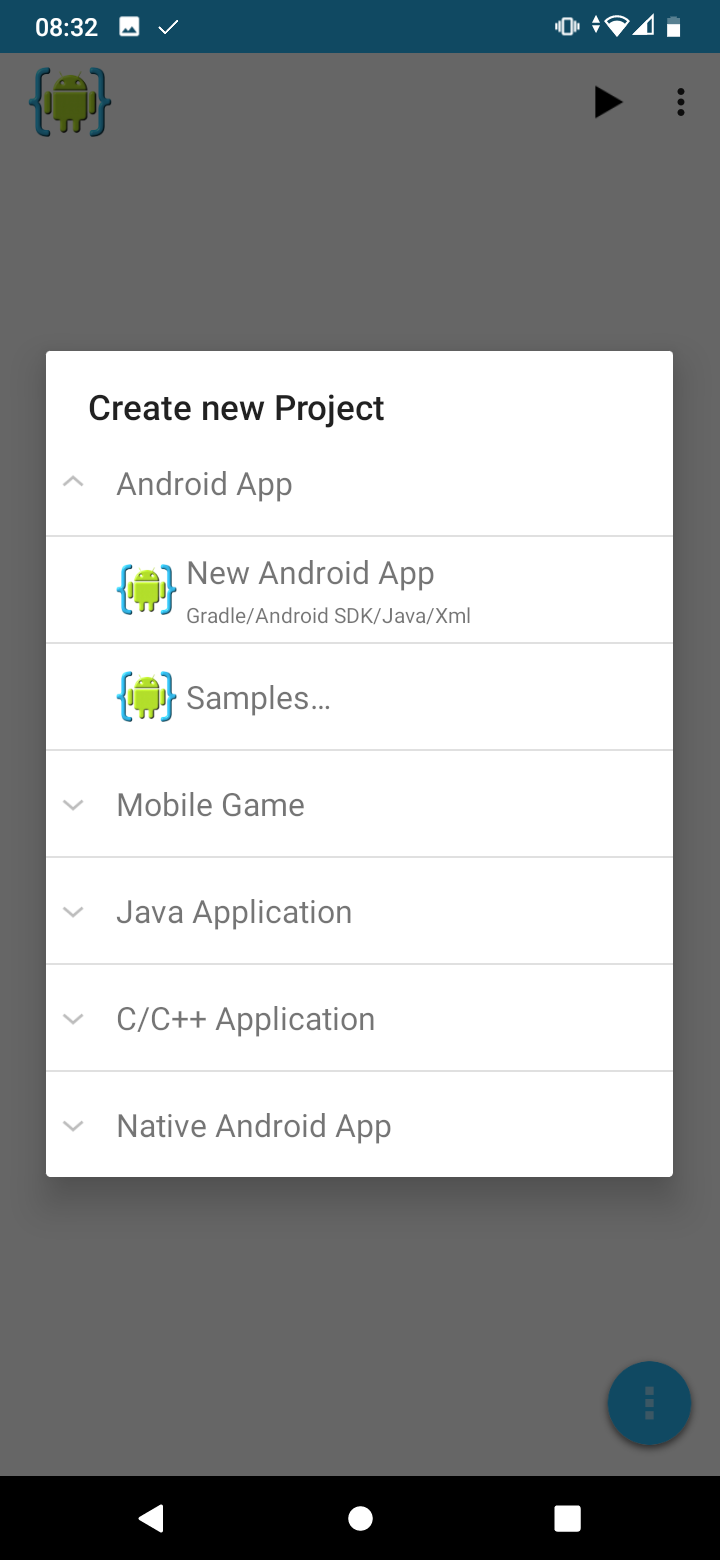 08:32
Create new Project
Android App
New Android App
Gradle/Android SDK/Java/Xml
Samples…
Mobile Game
Java Application
C/C++ Application
Native Android App